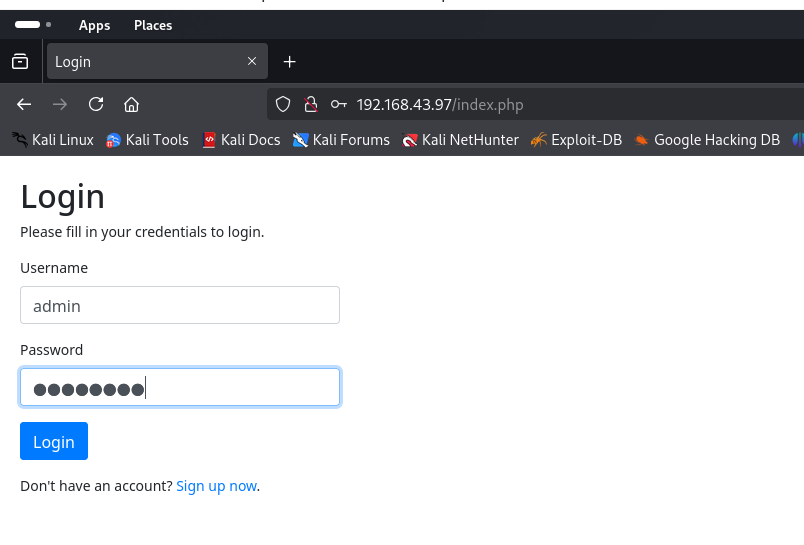 Apps Places
Login
192.168.43.97/index.php
Kali Linux Kali Tools Kali Docs Kali Forums Kali NetHunter Exploit-DB Google Hacking DB
Login
Please fill in your credentials to login.
Username
admin
Password
Login
Don't have an account? Sign up now.